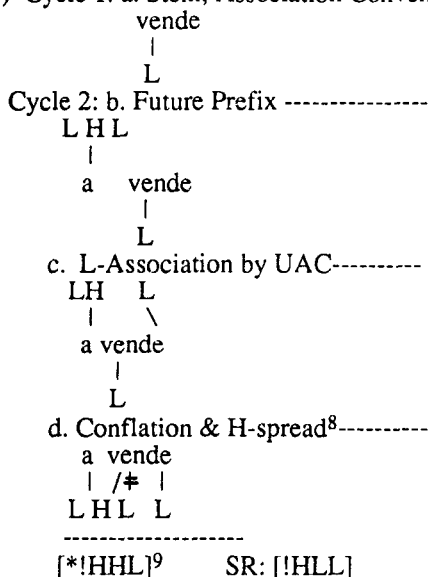 ) Cycle 1: a. Stem, Association Conven
vende
|
L
Cycle 2: b. Future Prefix ----------------
L H L
|
a vende
|
L
c. L-Association by UAC----------
LH L
| \
a vende
|
L
d. Conflation & H-spread8----------
a vende
| /‡ |
L H L L
--------------------
[*!HHL]9 SR: [!HLL]